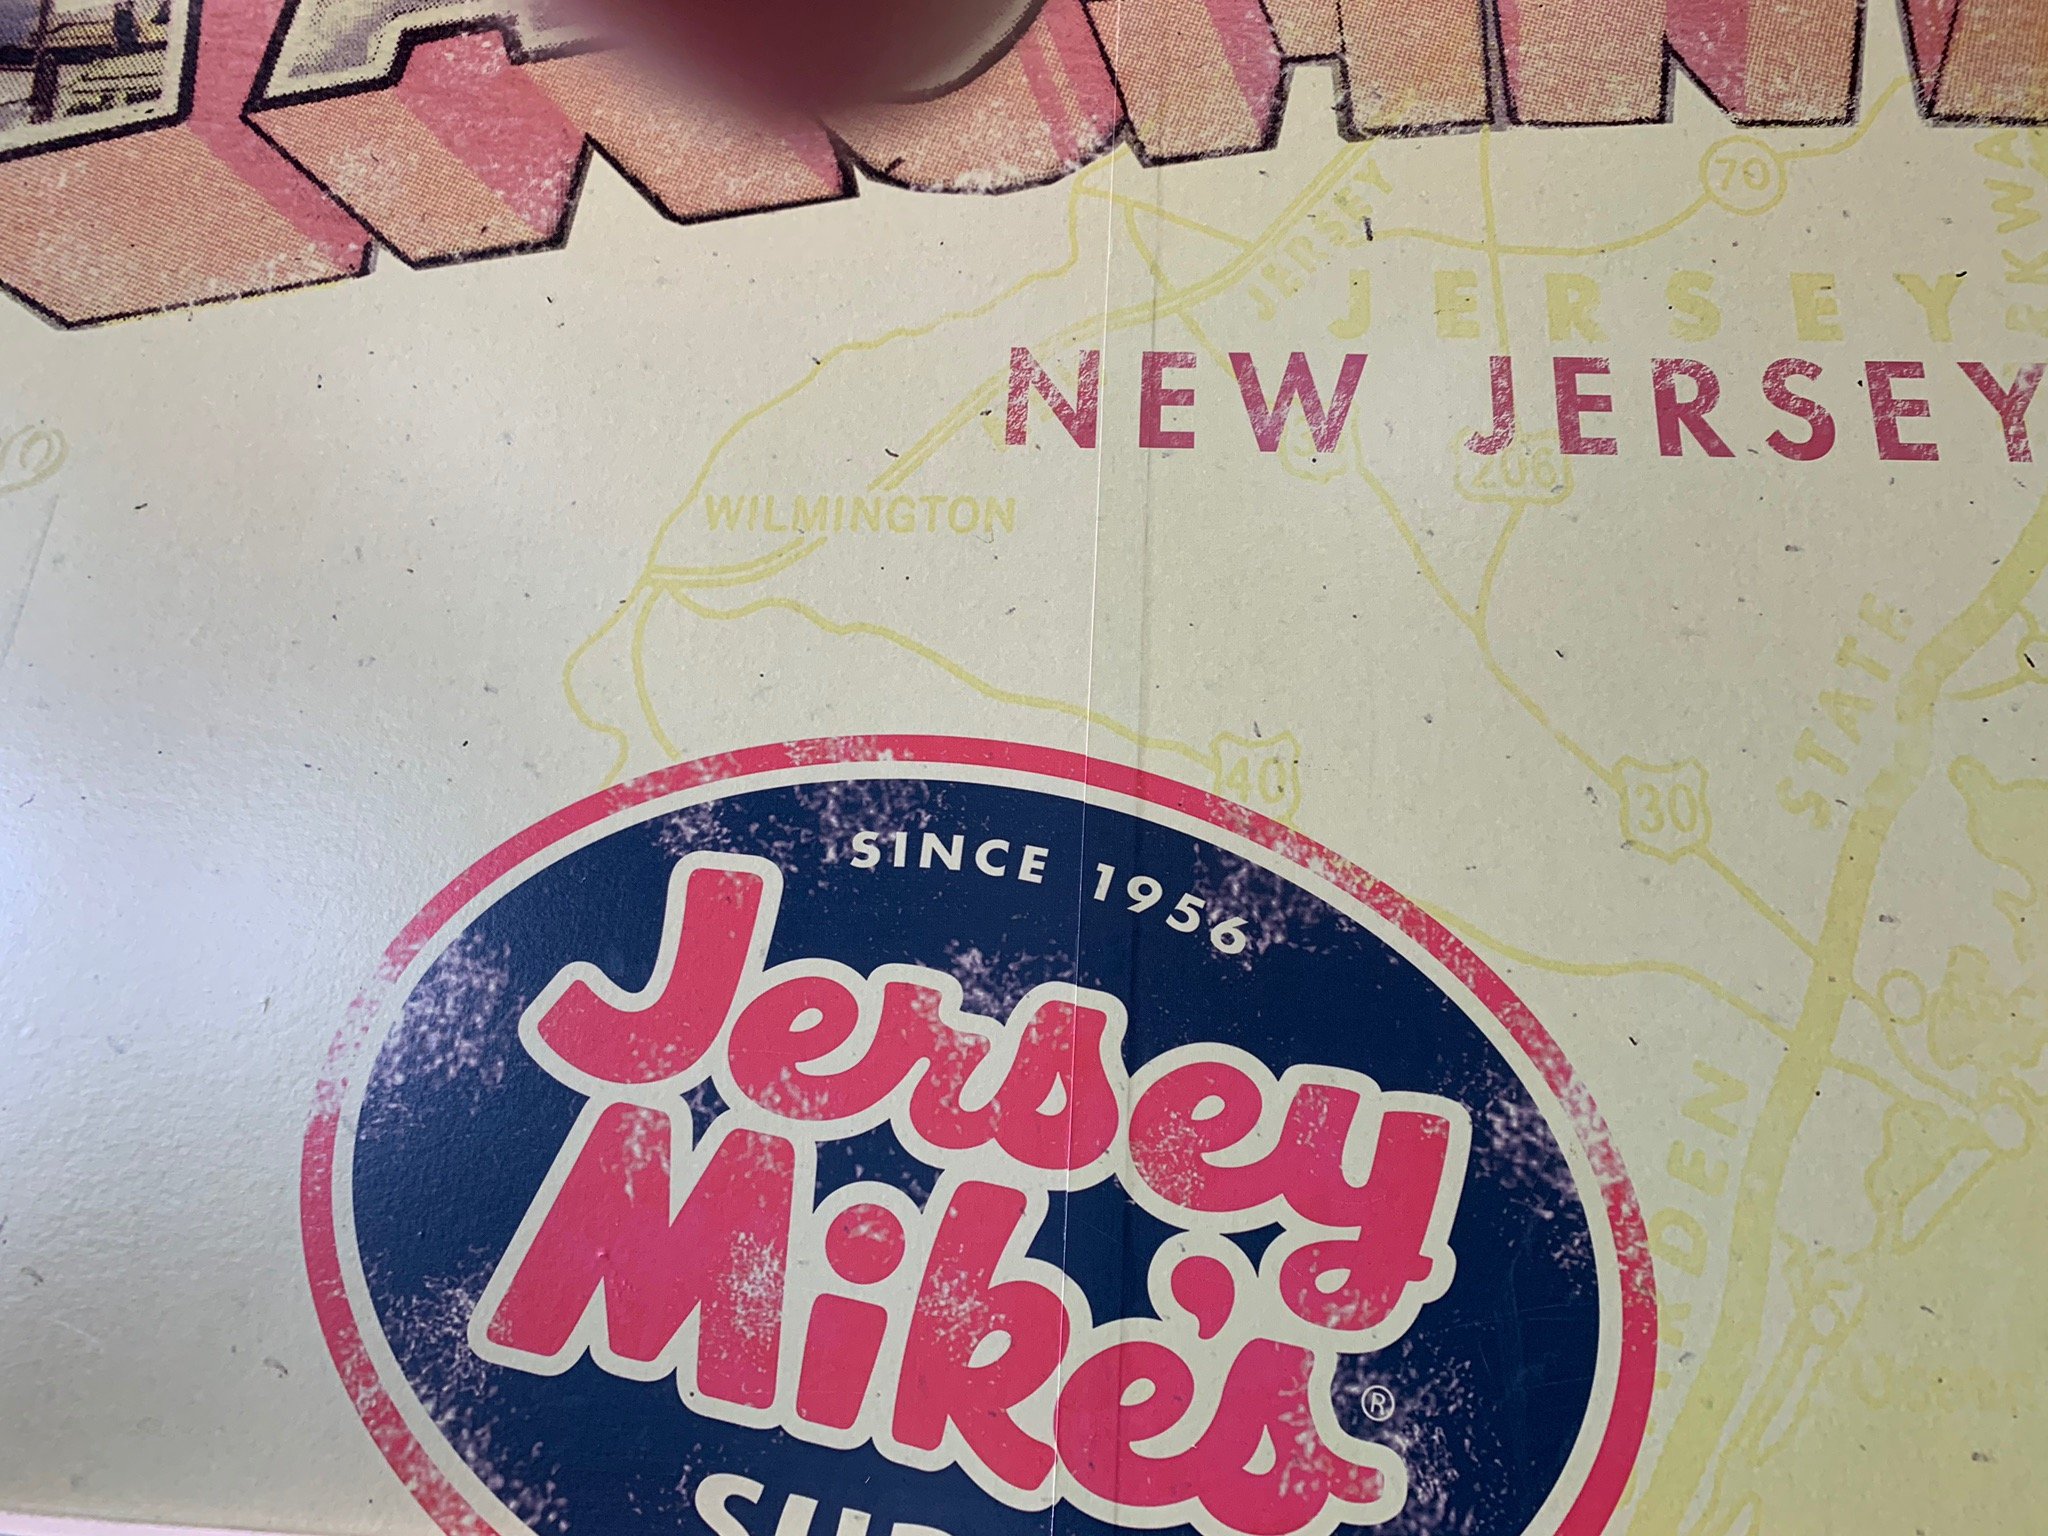 70
JERSEY
JERSEY
NEW JERSEY
206
WILMINGTON
STATE
40
30
SINCE 1956
Jersey
Mike's
®